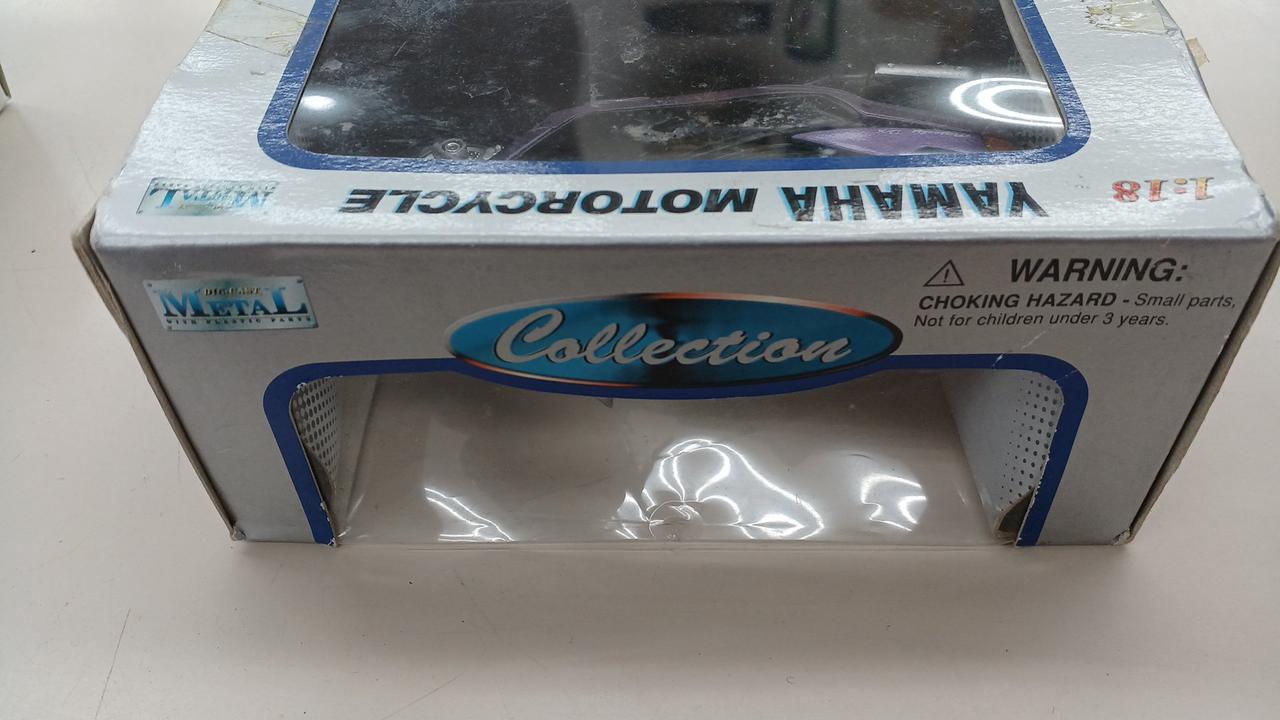 1:18
YAMAHA MOTORCYCLE
METAL
DIE-CAST
METAL
WITH PLASTIC PARTS
Collection
WARNING:
CHOKING HAZARD - Small parts,
Not for children under 3 years.